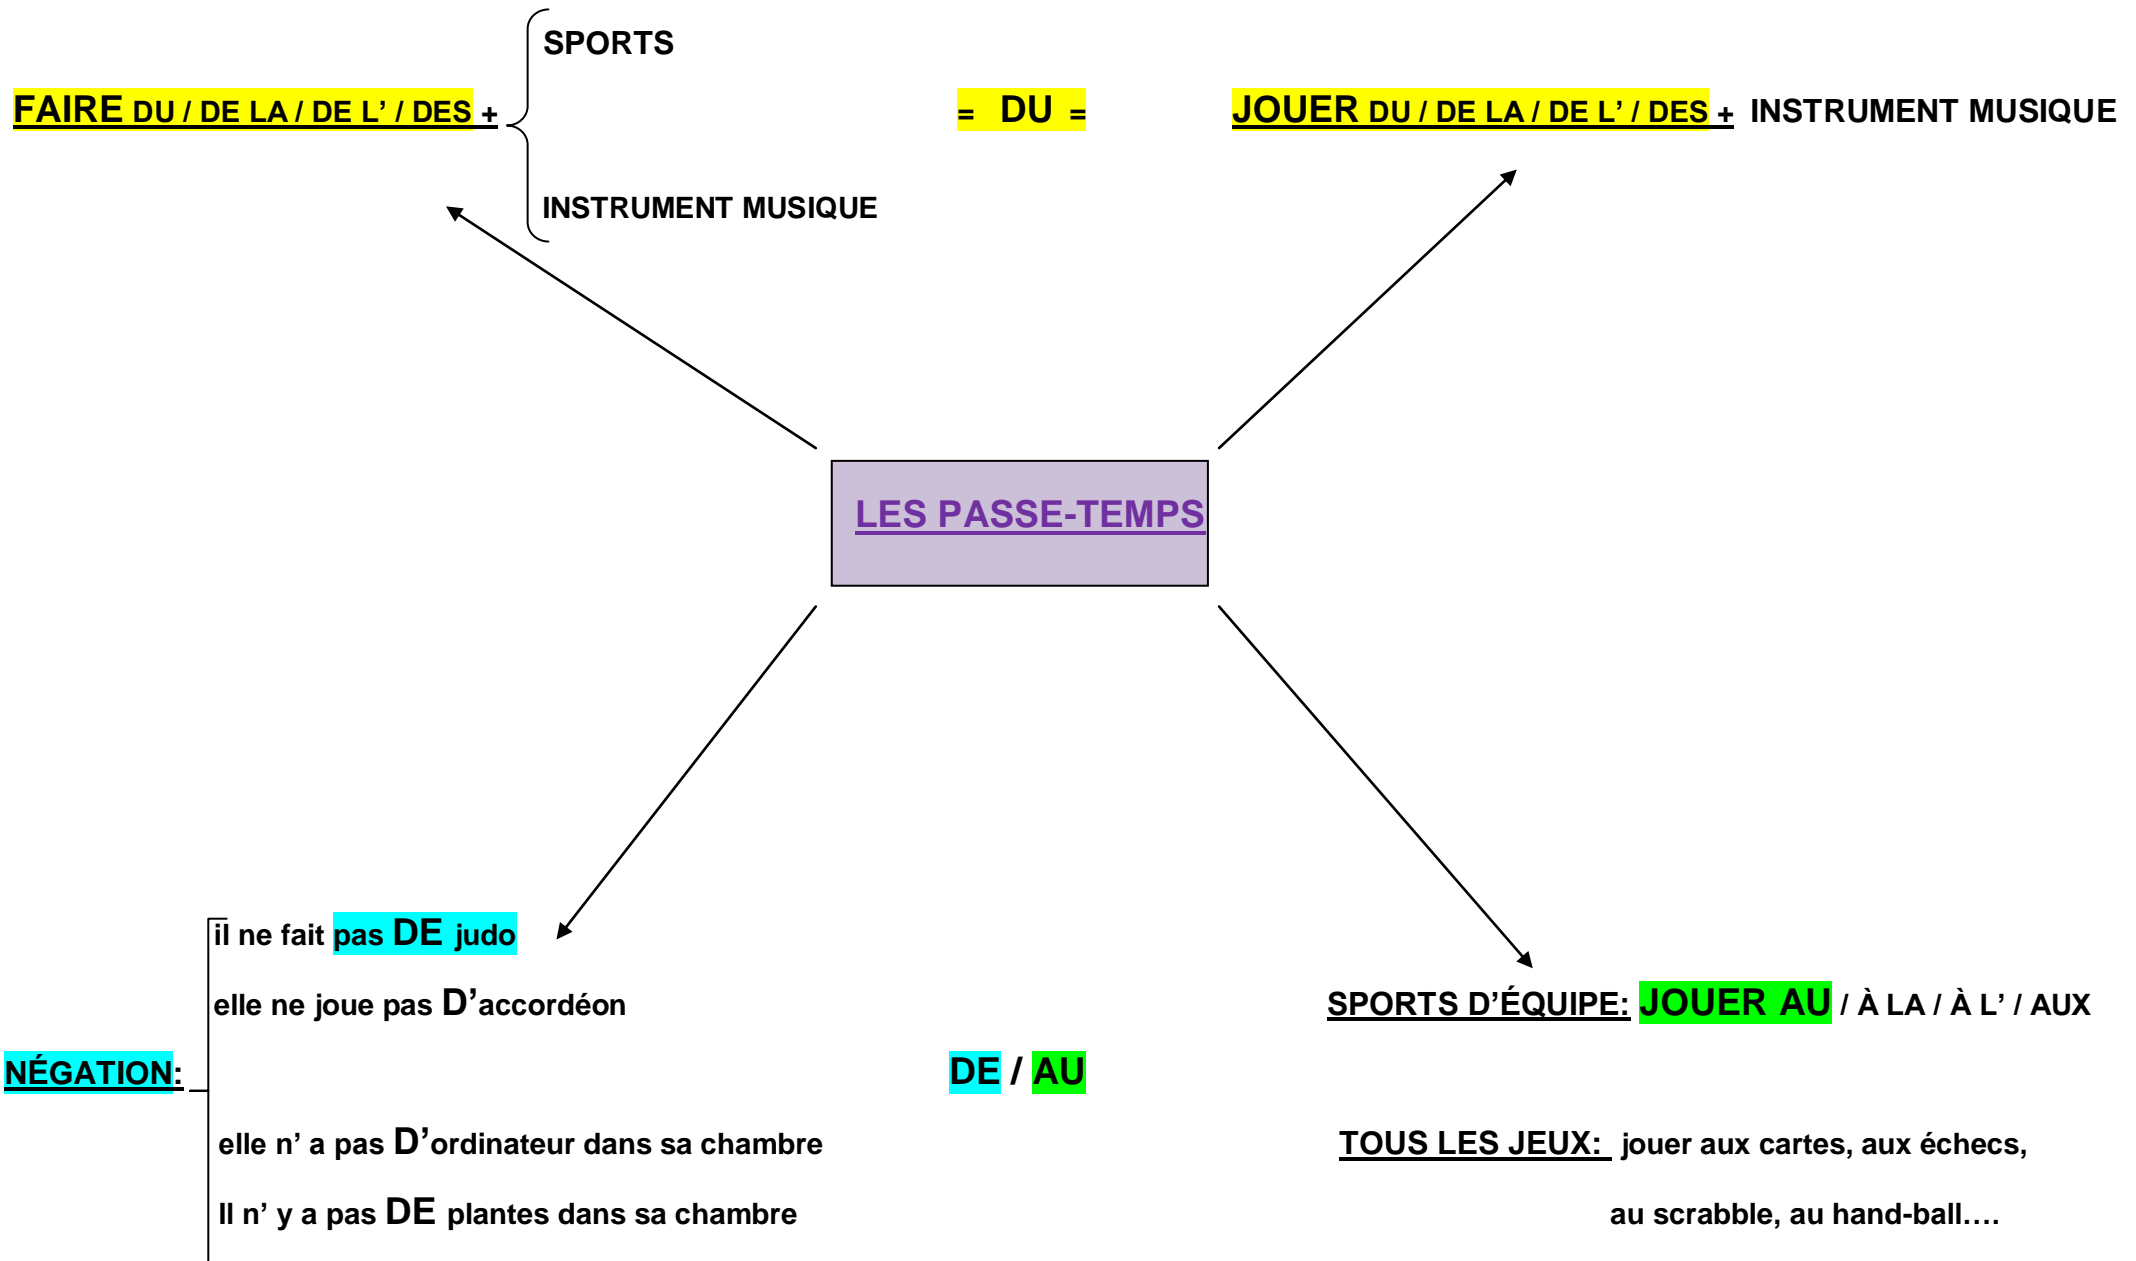 SPORTS
FAIRE DU / DE LA / DE L’ / DES +
= DU =
JOUER DU / DE LA / DE L’ / DES + INSTRUMENT MUSIQUE
INSTRUMENT MUSIQUE
LES PASSE-TEMPS
il ne fait pas DE judo
elle ne joue pas D’accordéon
SPORTS D’ÉQUIPE: JOUER AU / À LA / À L’ / AUX
NÉGATION:
DE / AU
elle n’ a pas D’ordinateur dans sa chambre
TOUS LES JEUX: jouer aux cartes, aux échecs,
Il n’ y a pas DE plantes dans sa chambre
au scrabble, au hand-ball….